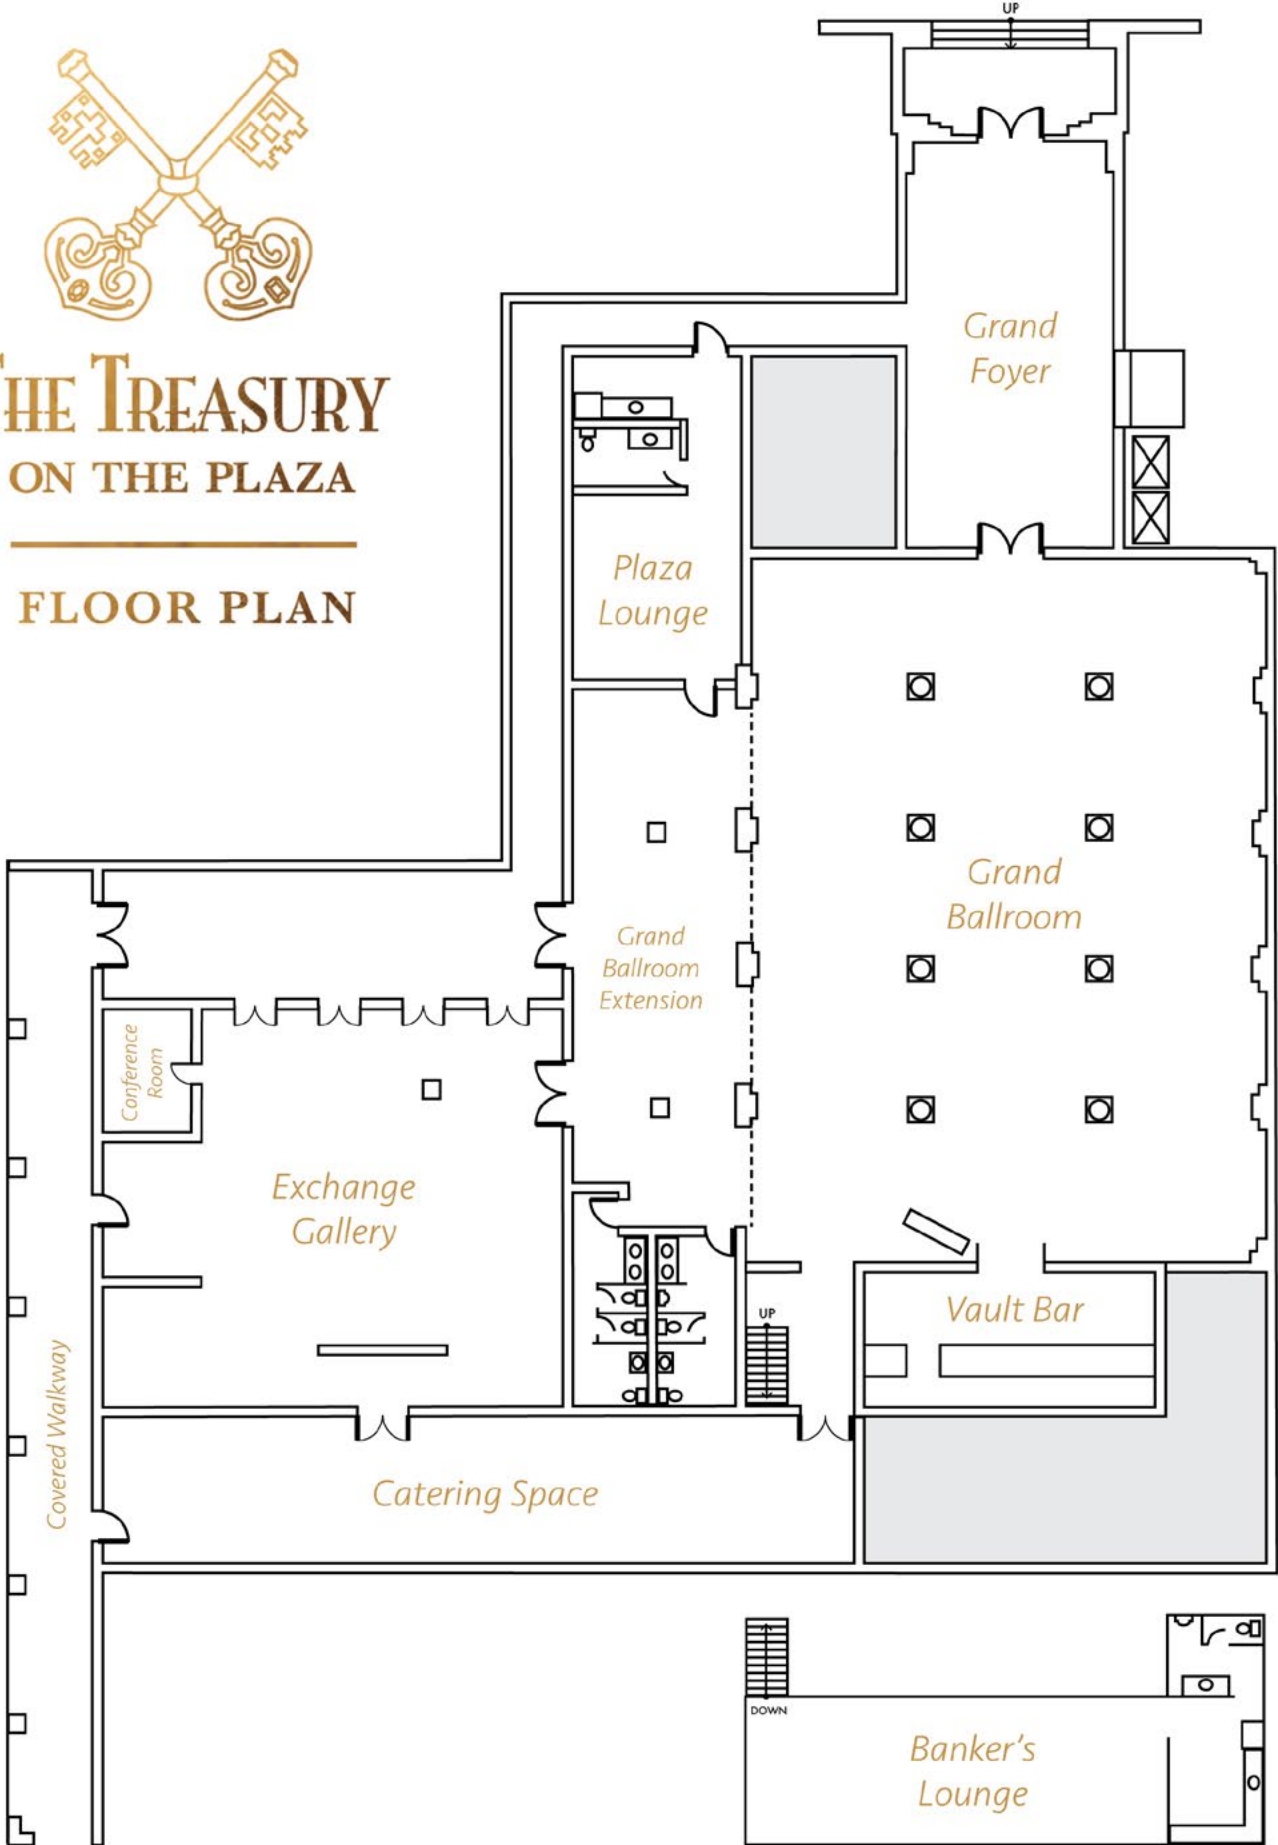 UP
THE TREASURY
ON THE PLAZA
FLOOR PLAN
Grand
Foyer
Plaza
Lounge
Grand
Ballroom
Grand
Ballroom
Extension
Conference
Room
Exchange
Gallery
Vault Bar
UP
Covered Walkway
Catering Space
DOWN
Banker's
Lounge